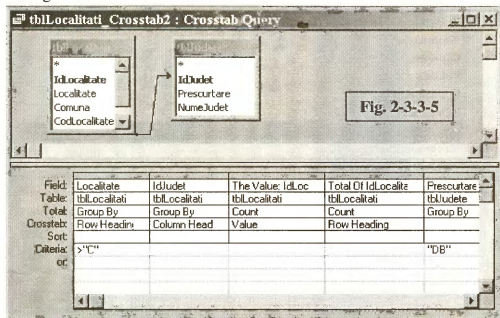 tblLocalitati_Crosstab2 : Crosstab Query
*
IdLocalitate
Localitate
Comuna
CodLocalitate
*
IdJudet
Prescurtare
NumeJudet
Fig. 2-3-3-5
Field: Localitate IdJudet The Value: IdLoc Total Of IdLocalita Prescurtare
Table: tblLocalitati tblLocalitati tblLocalitati tblLocalitati tblJudete
Total: Group By Group By Count Count Group By
Crosstab: Row Heading Column Head Value Row Heading
Sort:
Criteria: >"C" "DB"
or: